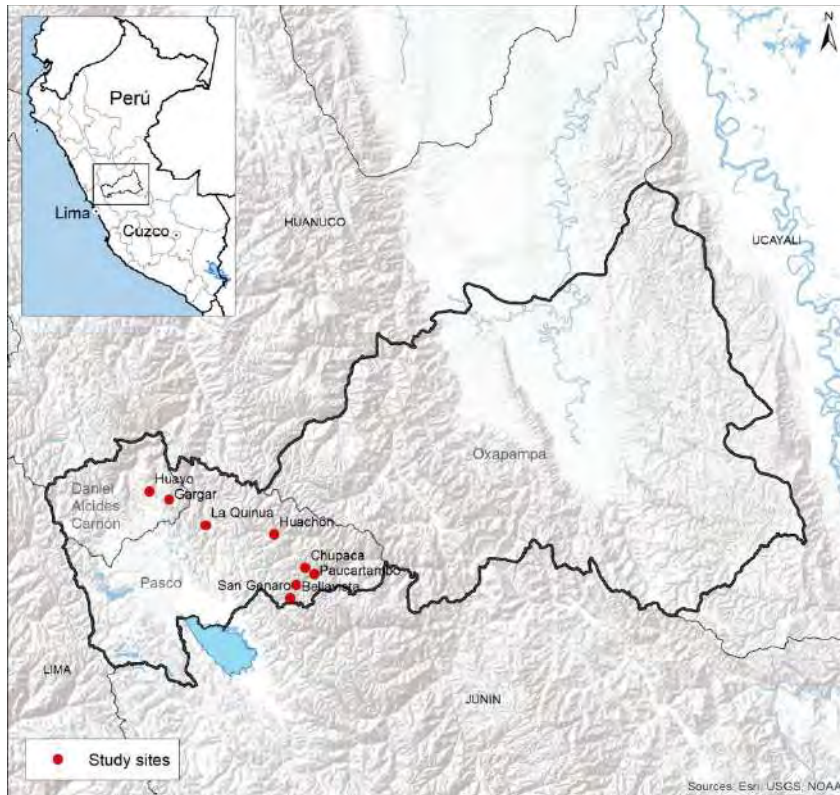 N
Perú
Lima
Cuzco
HUANUCO
UCAYALI
Oxapampa
Daniel
Alcides
Carrión
Huayo
Gargar
La Quinua
Huachón
Chupaca
Paucartambo
Pasco
San Genaro
Bellavista
LIMA
JUNIN
Study sites
Sources: Esri, USGS, NOAA